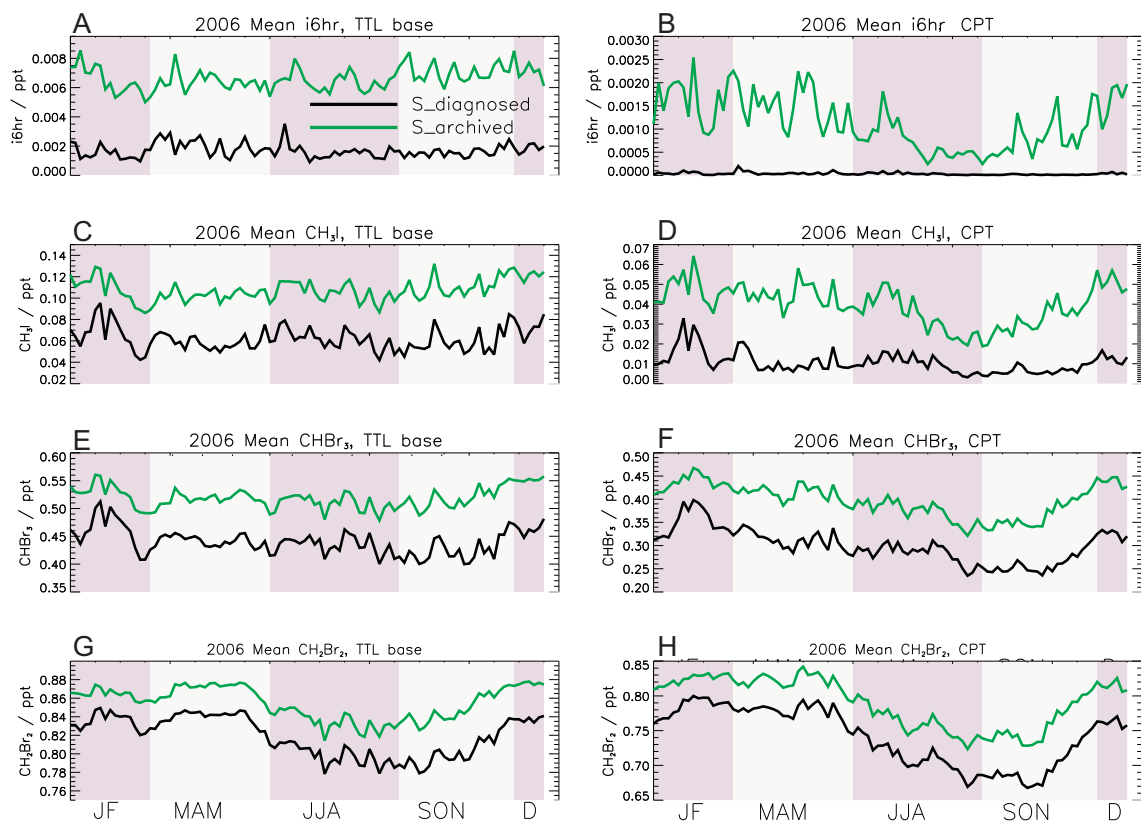 A 2006 Mean i6hr, TTL base
i6hr / ppt
0.008
0.006
0.004
0.002
0.000
S_diagnosed
S_archived
B 2006 Mean i6hr CPT
i6hr / ppt
0.0030
0.0025
0.0020
0.0015
0.0010
0.0005
0.0000
C 2006 Mean CH₃I, TTL base
CH₃I / ppt
0.14
0.12
0.10
0.08
0.06
0.04
0.02
D 2006 Mean CH₃I, CPT
CH₃I / ppt
0.07
0.06
0.05
0.04
0.03
0.02
0.01
0.00
E 2006 Mean CHBr₃, TTL base
CHBr₃ / ppt
0.60
0.55
0.50
0.45
0.40
0.35
F 2006 Mean CHBr₃, CPT
CHBr₃ / ppt
0.50
0.45
0.40
0.35
0.30
0.25
0.20
G 2006 Mean CH₂Br₂, TTL base
CH₂Br₂ / ppt
0.88
0.86
0.84
0.82
0.80
0.78
0.76
JF MAM JJA SON D
H 2006 Mean CH₂Br₂, CPT
CH₂Br₂ / ppt
0.85
0.80
0.75
0.70
0.65
JF MAM JJA SON D